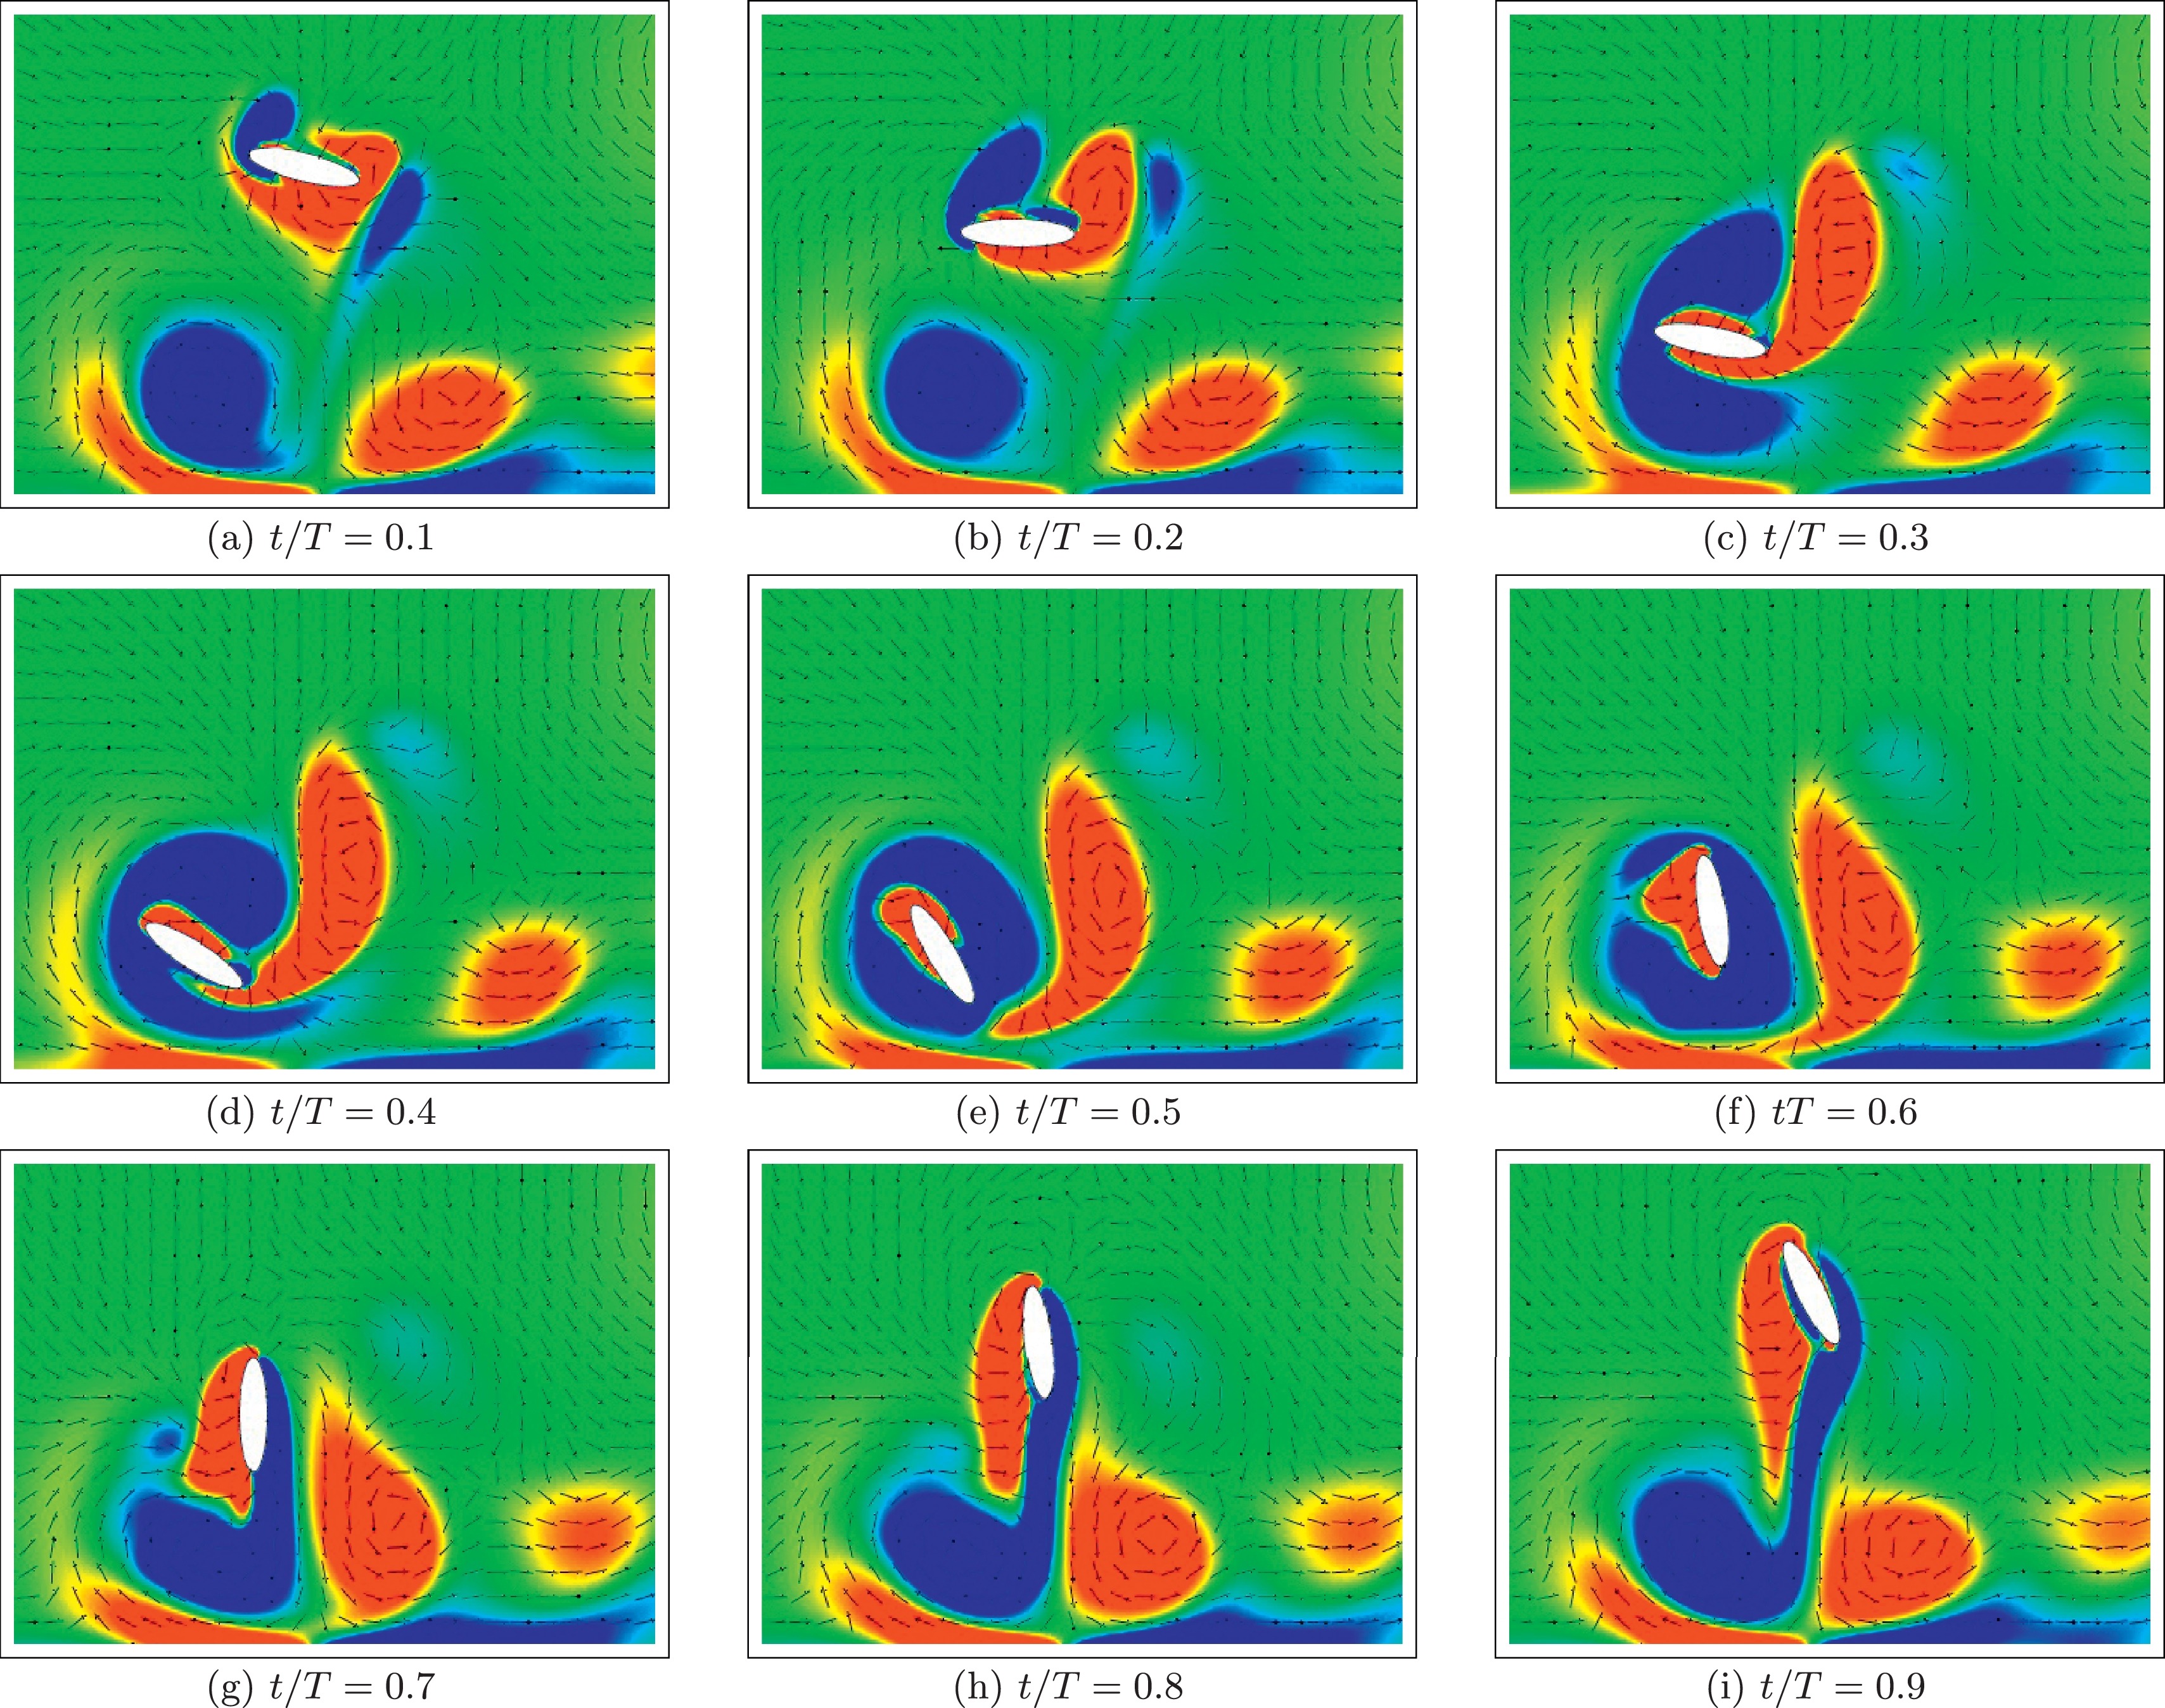 (a) t/T = 0.1
(b) t/T = 0.2
(c) t/T = 0.3
(d) t/T = 0.4
(e) t/T = 0.5
(f) tT = 0.6
(g) t/T = 0.7
(h) t/T = 0.8
(i) t/T = 0.9